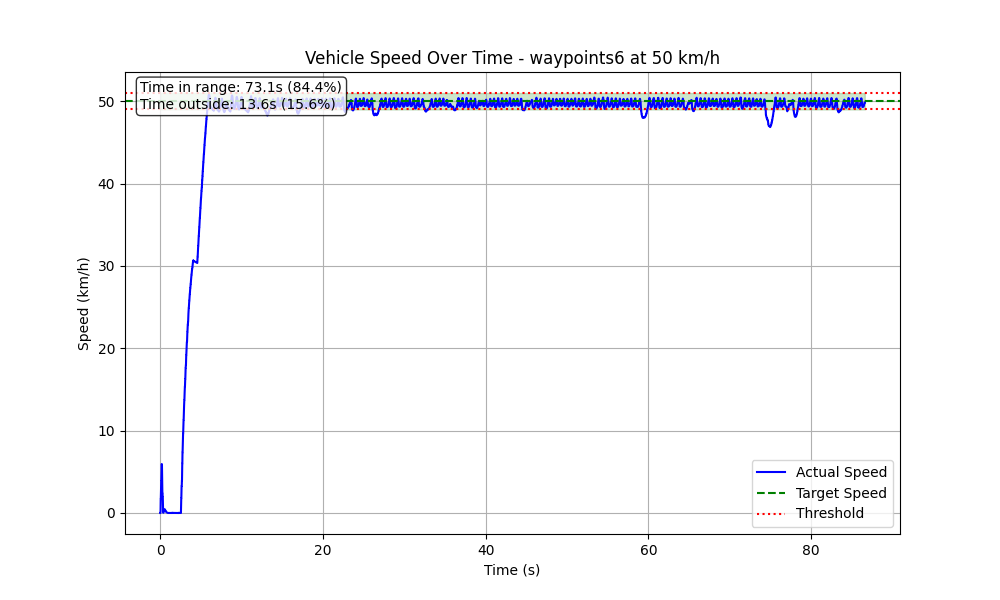 Vehicle Speed Over Time - waypoints6 at 50 km/h
Time in range: 73.1s (84.4%)
Time outside: 13.6s (15.6%)
50
40
30
20
10
0
Speed (km/h)
0 20 40 60 80
Time (s)
Actual Speed
Target Speed
Threshold